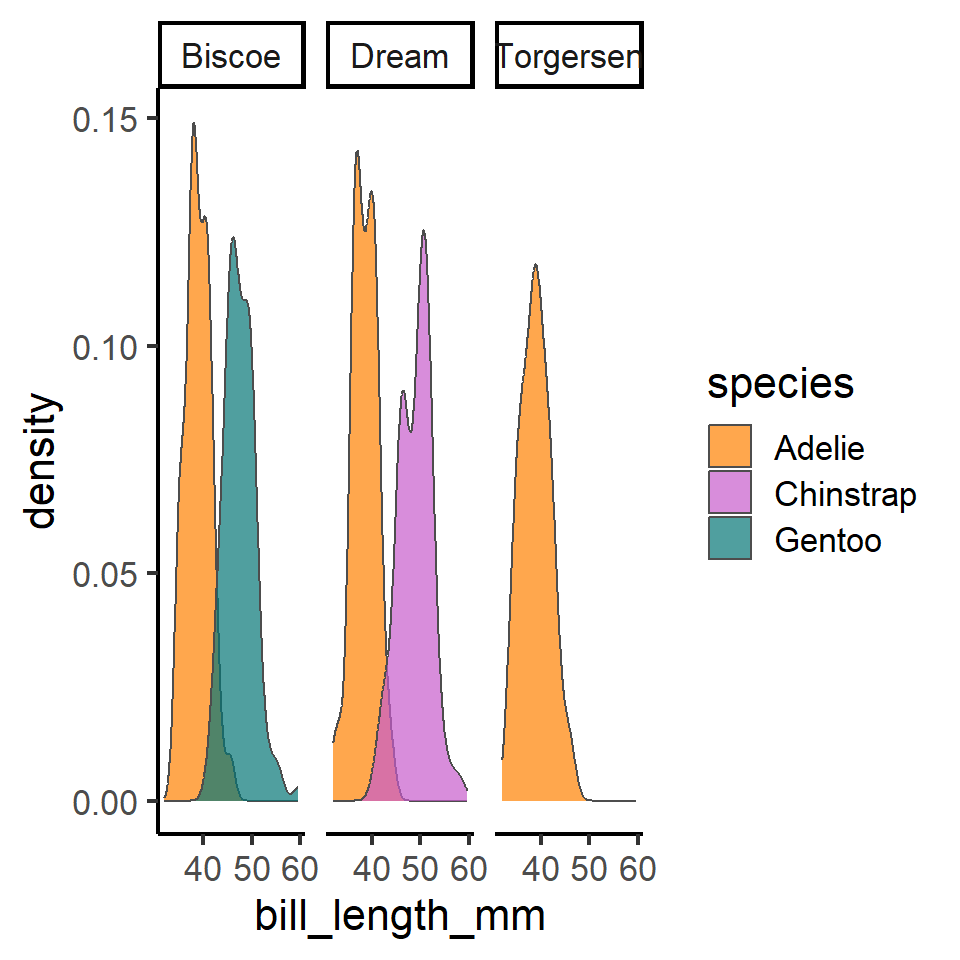 Biscoe Dream Torgersen
0.15
0.10
0.05
0.00
density
40 50 60 40 50 60 40 50 60
bill_length_mm
species
Adelie
Chinstrap
Gentoo